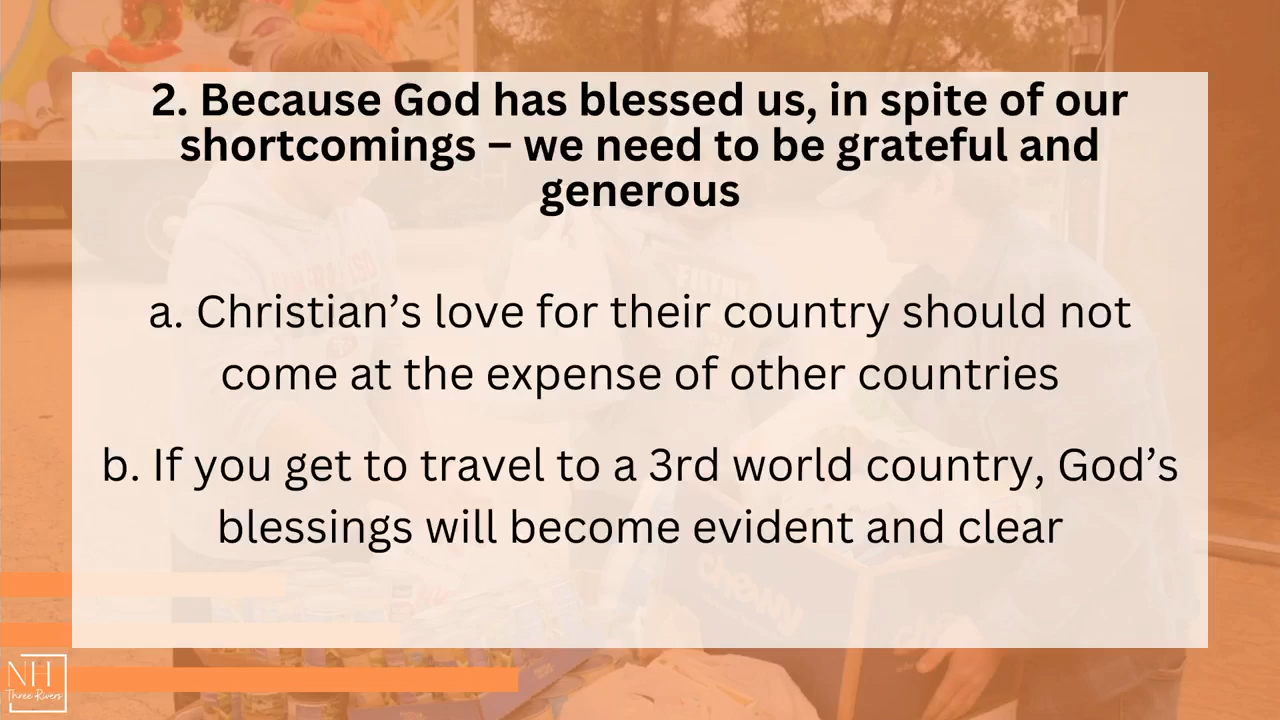 2. Because God has blessed us, in spite of our
shortcomings – we need to be grateful and
generous
a. Christian’s love for their country should not
come at the expense of other countries
b. If you get to travel to a 3rd world country, God’s
blessings will become evident and clear
NH
Three Rivers